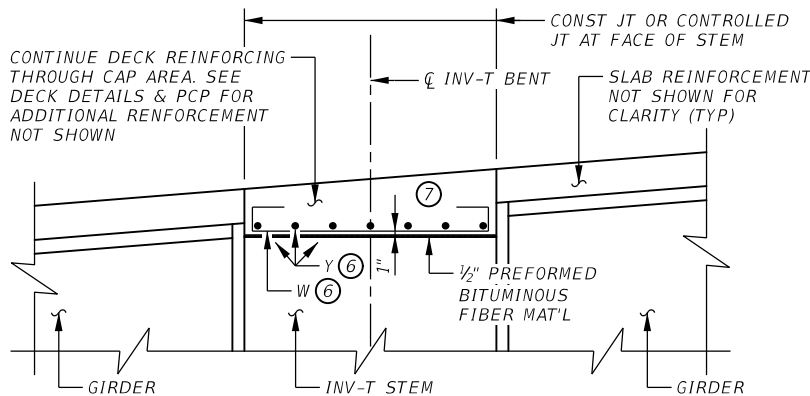 CONST JT OR CONTROLLED
JT AT FACE OF STEM
CONTINUE DECK REINFORCING
THROUGH CAP AREA. SEE
DECK DETAILS & PCP FOR
ADDITIONAL RENFORCEMENT
NOT SHOWN
℄ INV-T BENT
SLAB REINFORCEMENT
NOT SHOWN FOR
CLARITY (TYP)
7
Y 6
W 6
1"
½" PREFORMED
BITUMINOUS
FIBER MAT'L
GIRDER
INV-T STEM
GIRDER